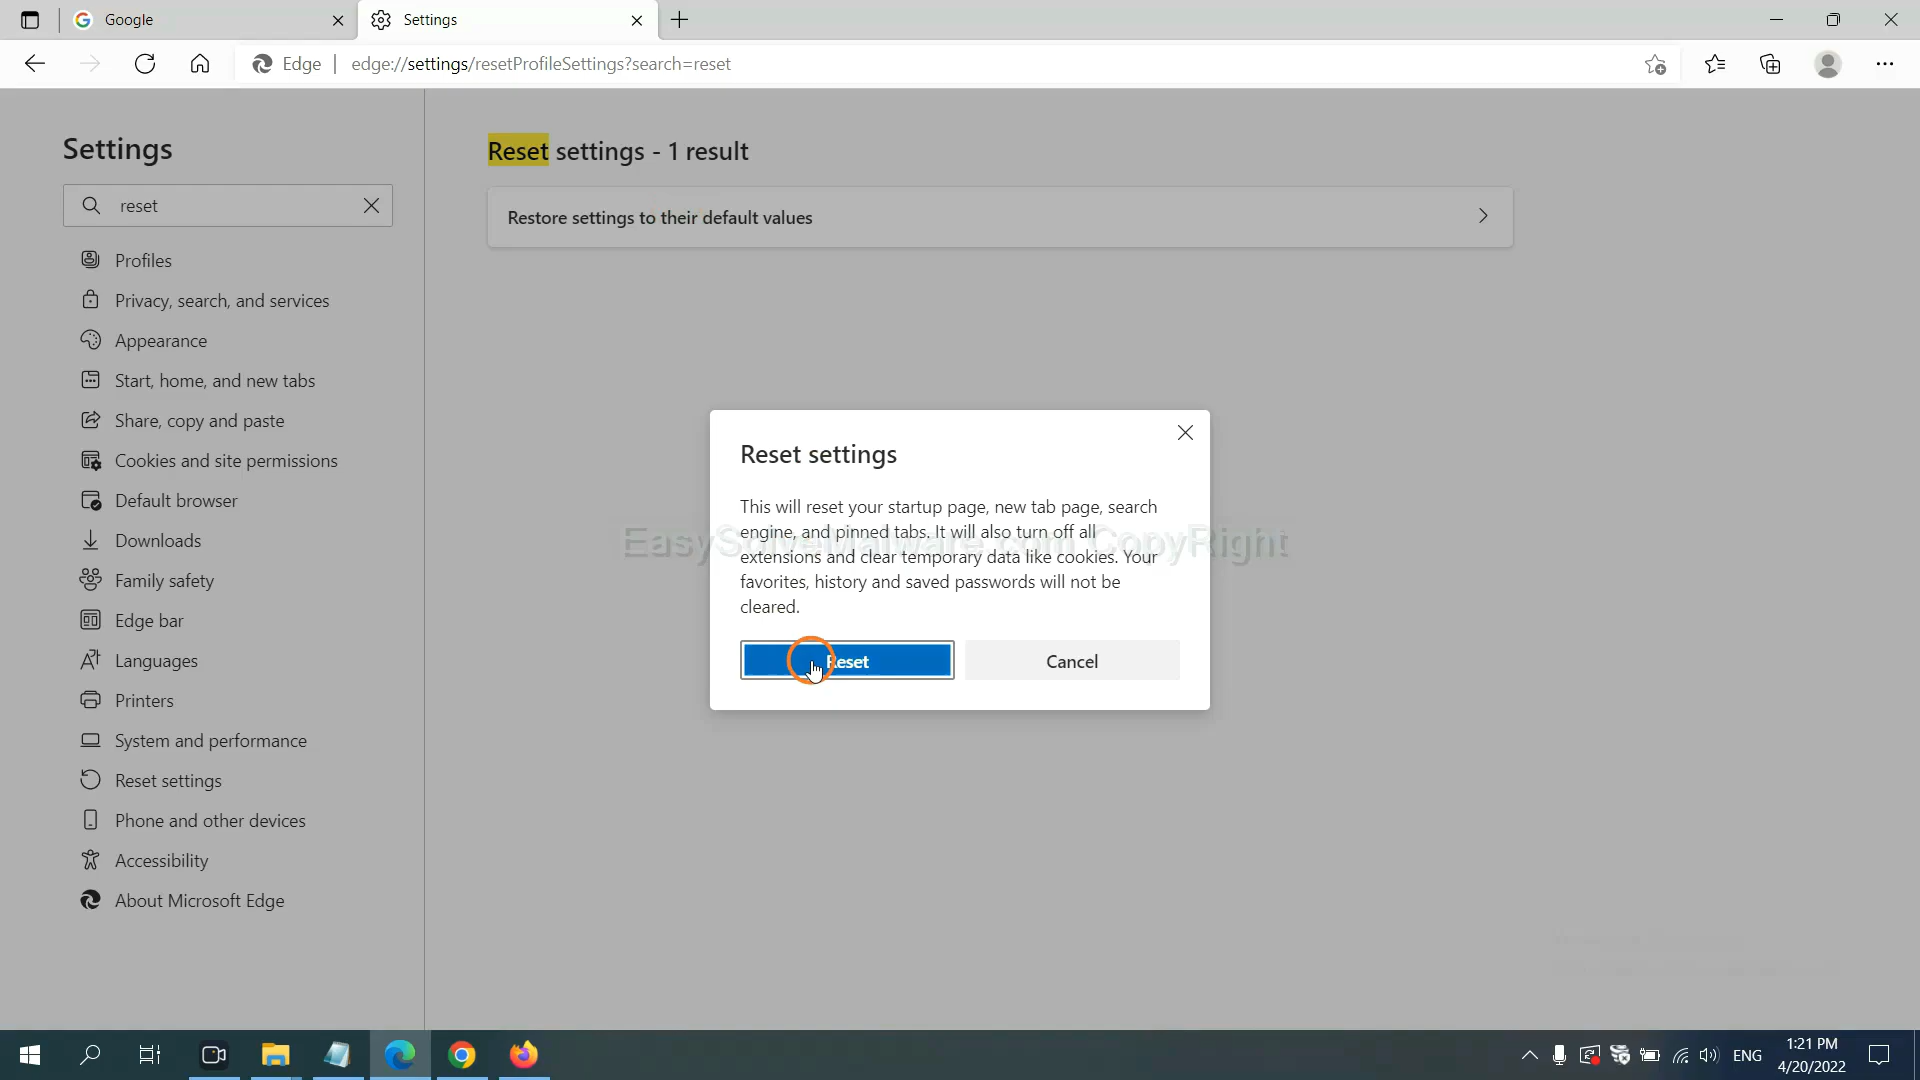 Google
Settings
Edge
edge://settings/resetProfileSettings?search=reset
Settings
reset
Profiles
Privacy, search, and services
Appearance
Start, home, and new tabs
Share, copy and paste
Cookies and site permissions
Default browser
Downloads
Family safety
Edge bar
Languages
Printers
System and performance
Reset settings
Phone and other devices
Accessibility
About Microsoft Edge
Reset settings - 1 result
Restore settings to their default values
Reset settings
This will reset your startup page, new tab page, search
engine, and pinned tabs. It will also turn off all
extensions and clear temporary data like cookies. Your
favorites, history and saved passwords will not be
cleared.
EasySolveMalware.com CopyRight
Reset
Cancel
ENG
1:21 PM
4/20/2022